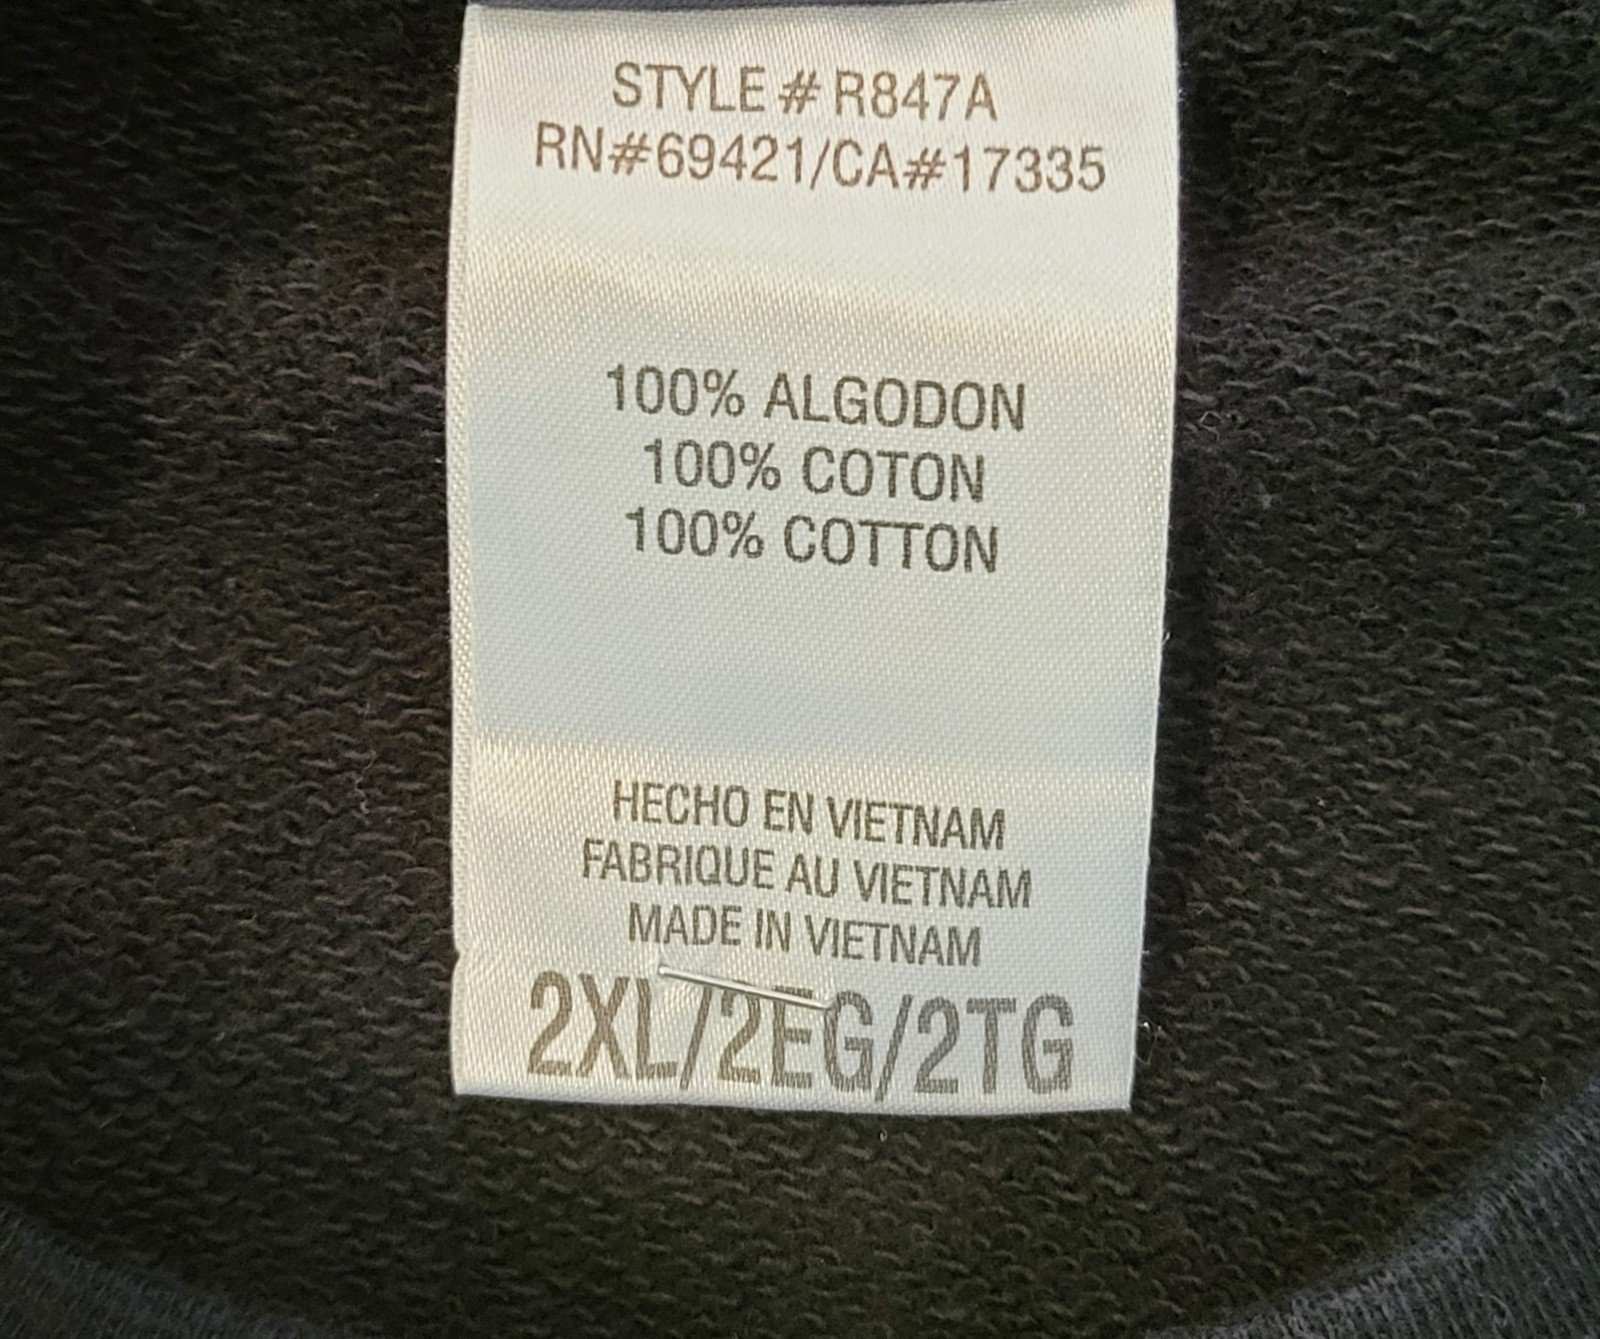 STYLE # R847A
RN#69421/CA#17335
100% ALGODON
100% COTON
100% COTTON
HECHO EN VIETNAM
FABRIQUE AU VIETNAM
MADE IN VIETNAM
2XL/2EG/2TG